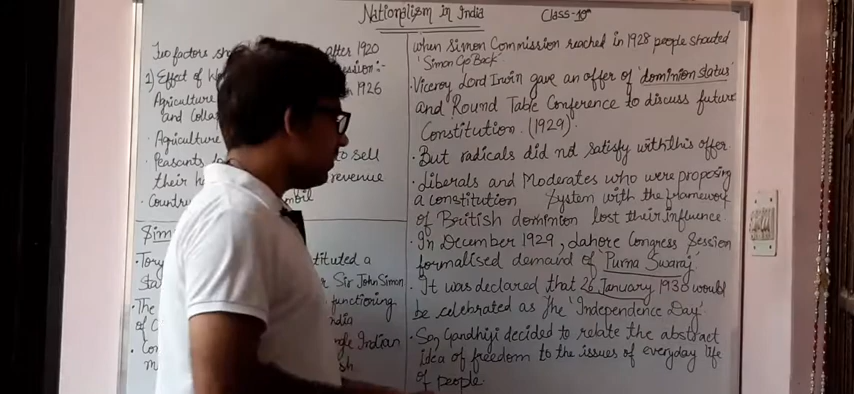 Nationalism in India
Class-10th
Two factors after 1920
1) Effect of
in 1926
Agriculture
and Colla
· Agriculture
· Peasants to sell
their revenue
· Country
Sim
· Tory stituted a
Sir John Simon
· The functioning
of C ndia
· Con Indian
m sh
when Simon Commission reached in 1928 people shouted
'Simon Go Back'
· Viceroy Lord Irwin gave an offer of 'dominion status'
and Round Table Conference to discuss future
Constitution. (1929).
· But radicals did not satisfy with this offer.
· Liberals and Moderates who were proposing
a constitution System with the framework
of British dominion lost their influence.
· In December 1929, Lahore Congress Session
formalised demand of 'Purna Swaraj'
· It was declared that 26 January 1930 would
be celebrated as the 'Independence Day'.
· So, Gandhiji decided to relate the abstract
idea of freedom to the issues of everyday life
of people.